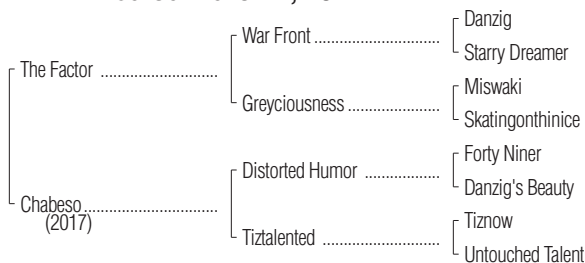 Danzig
War Front ........................................
Starry Dreamer
The Factor .....................................
Miswaki
Greyciousness .............................
Skatingonthinice
Forty Niner
Distorted Humor ........................
Danzig's Beauty
Chabeso..........................................
(2017)
Tiznow
Tiztalented .....................................
Untouched Talent